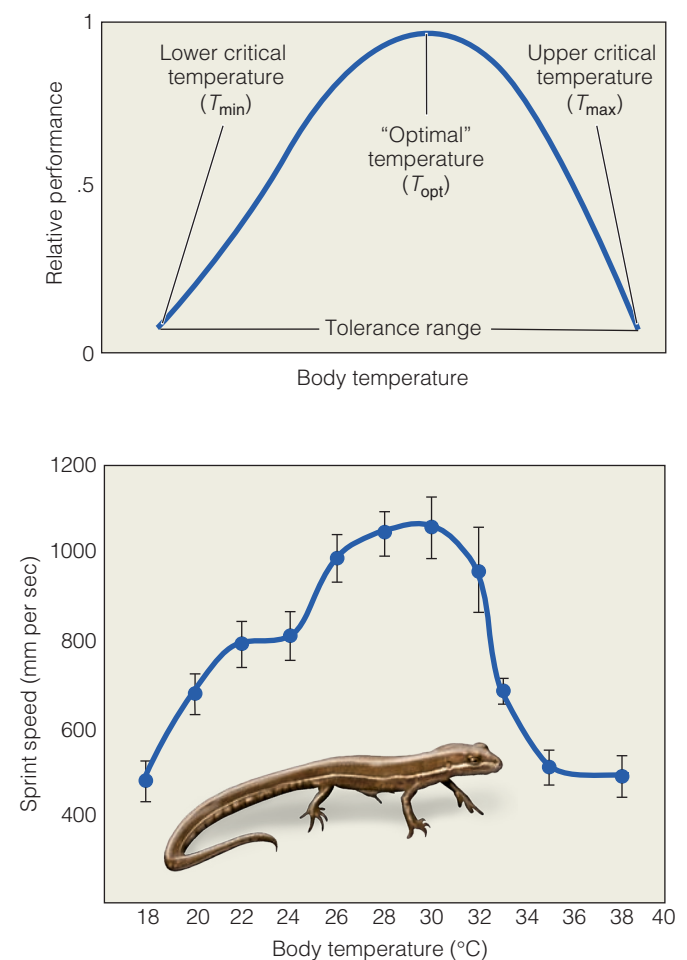 1
Lower critical
temperature
(Tmin)
Upper critical
temperature
(Tmax)
“Optimal”
temperature
(Topt)
.5
Relative performance
Tolerance range
0
Body temperature
1200
1000
800
600
400
Sprint speed (mm per sec)
18 20 22 24 26 28 30 32 34 36 38 40
Body temperature (°C)